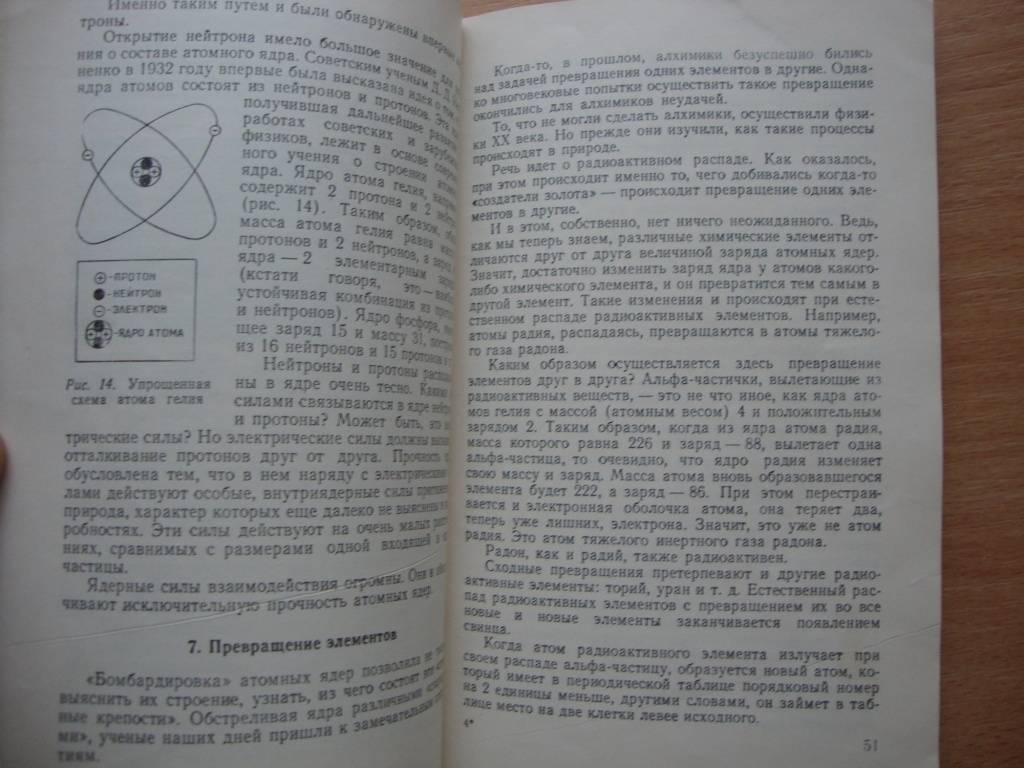 Именно таким путем и были обнаружены впервые
троны.
Открытие нейтрона имело большое значение для
ния о составе атомного ядра. Советским ученым Д. Д.
ненко в 1932 году впервые была высказана идея о том,
ядра атомов состоят из нейтронов и протонов. Эта
получившая дальнейшее
работах советских и
физиков, лежит в основе
ного учения о строении
ядра. Ядро атома гелия,
содержит 2 протона и 2
(рис. 14). Таким образом,
масса атома гелия равна
протонов и 2 нейтронов, а заряд
ядра — 2 элементарным
(кстати говоря, это —
устойчивая комбинация из
и нейтронов). Ядро фосфора,
щее заряд 15 и массу 31,
из 16 нейтронов и 15 протонов
Нейтроны и протоны
ны в ядре очень тесно. Какими
силами связываются в ядре
и протоны? Может быть, это
трические силы? Но электрические силы должны
отталкивание протонов друг от друга. Прочность
обусловлена тем, что в нем наряду с электрическими
лами действуют особые, внутриядерные силы
природа, характер которых еще далеко не выяснены в
робностях. Эти силы действуют на очень малых
ниях, сравнимых с размерами одной входящей в
частицы.
Ядерные силы взаимодействия огромны. Они и
чивают исключительную прочность атомных ядер.
⊕-ПРОТОН
-НЕЙТРОН
⊖-ЭЛЕКТРОН
-ЯДРО АТОМА
Рис. 14. Упрощенная
схема атома гелия
7. Превращение элементов
«Бомбардировка» атомных ядер позволила не
выяснить их строение, узнать, из чего состоят эти
ные крепости». Обстреливая ядра различными
ми», ученые наших дней пришли к замечательным
тиям.
Когда-то, в прошлом, алхимики безуспешно бились
над задачей превращения одних элементов в другие. Одна-
ко многовековые попытки осуществить такое превращение
окончились для алхимиков неудачей.
То, что не могли сделать алхимики, осуществили физи-
ки XX века. Но прежде они изучили, как такие процессы
происходят в природе.
Речь идет о радиоактивном распаде. Как оказалось,
при этом происходит именно то, чего добивались когда-то
«создатели золота» — происходит превращение одних эле-
ментов в другие.
И в этом, собственно, нет ничего неожиданного. Ведь,
как мы теперь знаем, различные химические элементы от-
личаются друг от друга величиной заряда атомных ядер.
Значит, достаточно изменить заряд ядра у атомов какого-
либо химического элемента, и он превратится тем самым в
другой элемент. Такие изменения и происходят при есте-
ственном распаде радиоактивных элементов. Например,
атомы радия, распадаясь, превращаются в атомы тяжело-
го газа радона.
Каким образом осуществляется здесь превращение
элементов друг в друга? Альфа-частички, вылетающие из
радиоактивных веществ, — это не что иное, как ядра ато-
мов гелия с массой (атомным весом) 4 и положительным
зарядом 2. Таким образом, когда из ядра атома радия,
масса которого равна 226 и заряд — 88, вылетает одна
альфа-частица, то очевидно, что ядро радия изменяет
свою массу и заряд. Масса атома вновь образовавшегося
элемента будет 222, а заряд — 86. При этом перестраи-
вается и электронная оболочка атома, она теряет два,
теперь уже лишних, электрона. Значит, это уже не атом
радия. Это атом тяжелого инертного газа радона.
Радон, как и радий, также радиоактивен.
Сходные превращения претерпевают и другие радио-
активные элементы: торий, уран и т. д. Естественный рас-
пад радиоактивных элементов с превращением их во все
новые и новые элементы заканчивается появлением
свинца.
Когда атом радиоактивного элемента излучает при
своем распаде альфа-частицу, образуется новый атом, ко-
торый имеет в периодической таблице порядковый номер
на 2 единицы меньше, другими словами, он займет в таб-
лице место на две клетки левее исходного.
4*
51